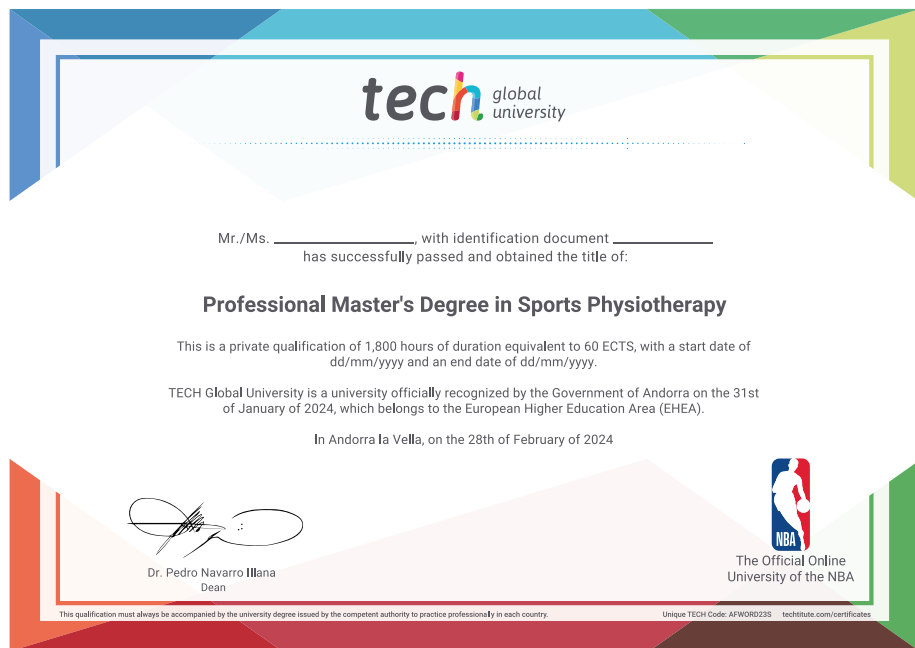 tech global university
Mr./Ms. ____________, with identification document ____________
has successfully passed and obtained the title of:
Professional Master's Degree in Sports Physiotherapy
This is a private qualification of 1,800 hours of duration equivalent to 60 ECTS, with a start date of
dd/mm/yyyy and an end date of dd/mm/yyyy.
TECH Global University is a university officially recognized by the Government of Andorra on the 31st
of January of 2024, which belongs to the European Higher Education Area (EHEA).
In Andorra la Vella, on the 28th of February of 2024
NBA
Dr. Pedro Navarro Illana
Dean
The Official Online
University of the NBA
This qualification must always be accompanied by the university degree issued by the competent authority to practice professionally in each country.
Unique TECH Code: AFWORD23S techtitute.com/certificates